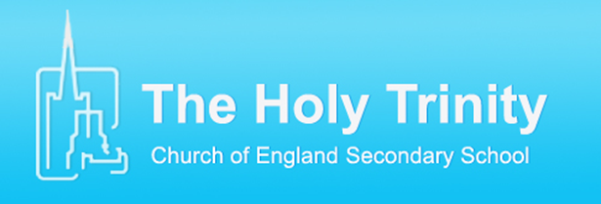 The Holy Trinity
Church of England Secondary School